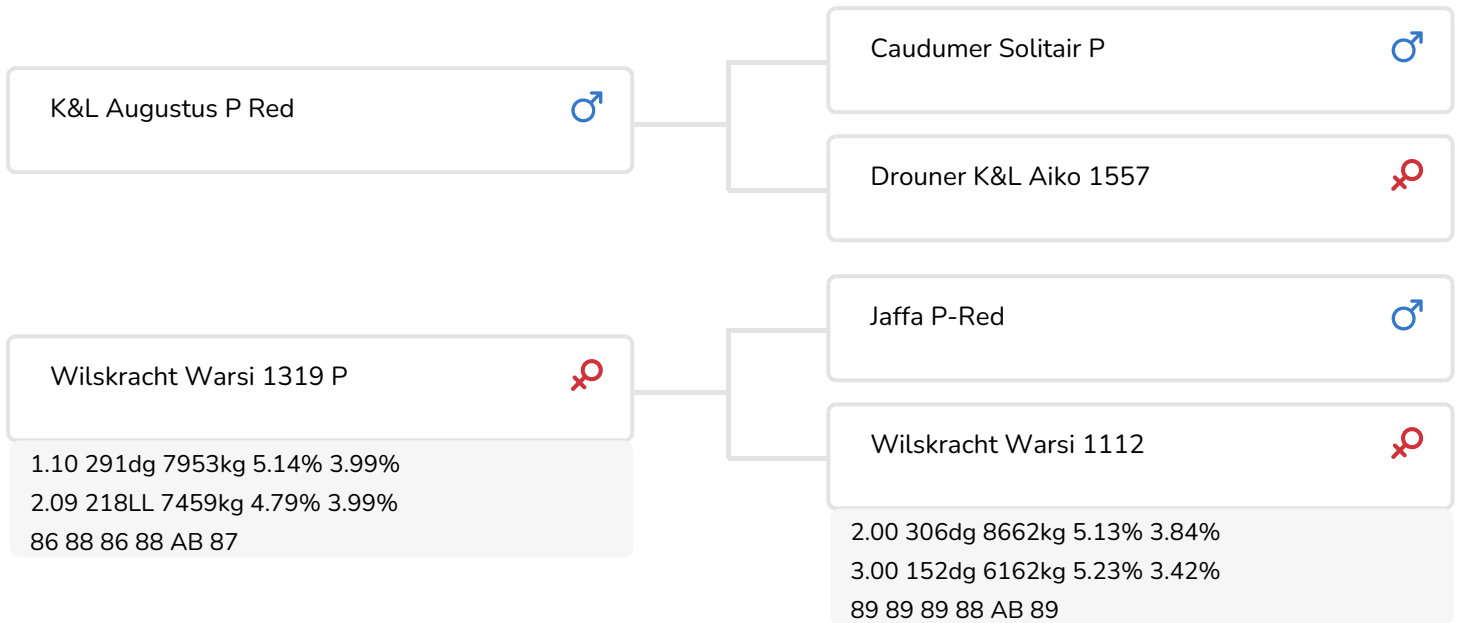 K&L Augustus P Red
Caudumer Solitair P
Drouner K&L Aiko 1557
Wilskracht Warsi 1319 P
1.10 291dg 7953kg 5.14% 3.99%
2.09 218LL 7459kg 4.79% 3.99%
86 88 86 88 AB 87
Jaffa P-Red
Wilskracht Warsi 1112
2.00 306dg 8662kg 5.13% 3.84%
3.00 152dg 6162kg 5.23% 3.42%
89 89 89 88 AB 89